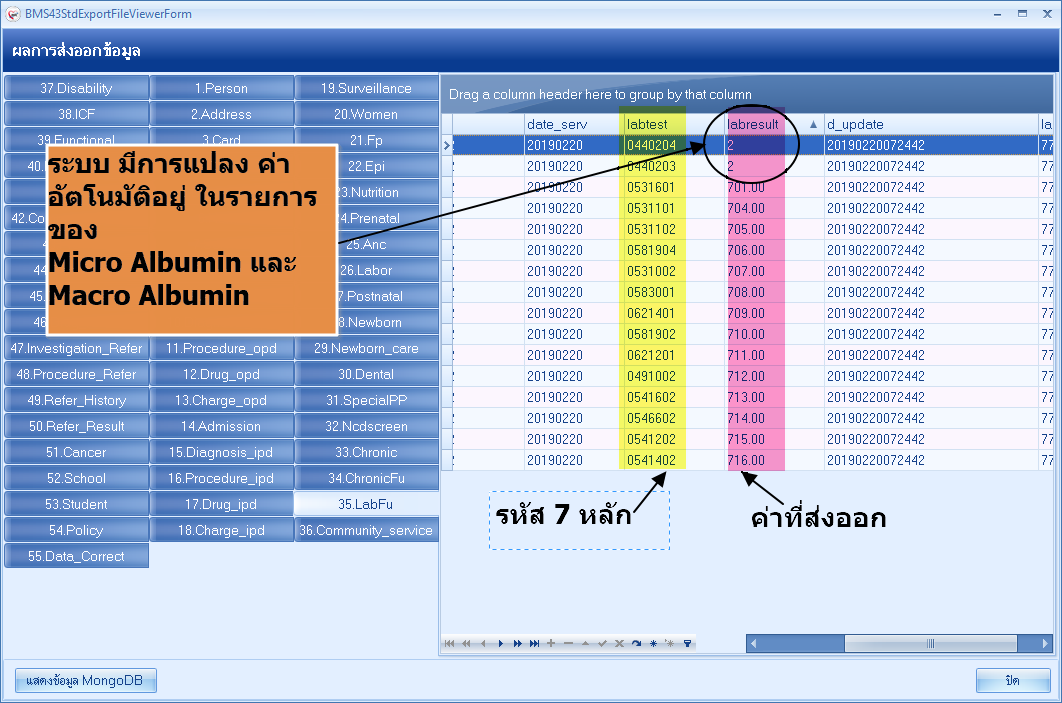 BMS43StdExportFileViewerForm
ผลการส่งออกข้อมูล
37.Disability 1.Person 19.Surveillance
38.ICF 2.Address 20.Women
39.Functional 3.Card 21.Fp
40. 22.Epi
23.Nutrition
42.Co 24.Prenatal
25.Anc
44 26.Labor
45. 27.Postnatal
46 28.Newborn
47.Investigation_Refer 11.Procedure_opd 29.Newborn_care
48.Procedure_Refer 12.Drug_opd 30.Dental
49.Refer_History 13.Charge_opd 31.SpecialPP
50.Refer_Result 14.Admission 32.Ncdscreen
51.Cancer 15.Diagnosis_ipd 33.Chronic
52.School 16.Procedure_ipd 34.ChronicFu
53.Student 17.Drug_ipd 35.LabFu
54.Policy 18.Charge_ipd 36.Community_service
55.Data_Correct
ระบบ มีการแปลง ค่า
อัตโนมัติอยู่ ในรายการ
ของ
Micro Albumin และ
Macro Albumin
Drag a column header here to group by that column
date_serv labtest labresult d_update la
20190220 0440204 2 20190220072442 77
20190220 0440203 2 20190220072442 77
20190220 0531601 701.00 20190220072442 77
20190220 0531101 704.00 20190220072442 77
20190220 0531102 705.00 20190220072442 77
20190220 0581904 706.00 20190220072442 77
20190220 0531002 707.00 20190220072442 77
20190220 0583001 708.00 20190220072442 77
20190220 0621401 709.00 20190220072442 77
20190220 0581902 710.00 20190220072442 77
20190220 0621201 711.00 20190220072442 77
20190220 0491002 712.00 20190220072442 77
20190220 0541602 713.00 20190220072442 77
20190220 0546602 714.00 20190220072442 77
20190220 0541202 715.00 20190220072442 77
20190220 0541402 716.00 20190220072442 77
รหัส 7 หลัก
ค่าที่ส่งออก
แสดงข้อมูล MongoDB
ปิด